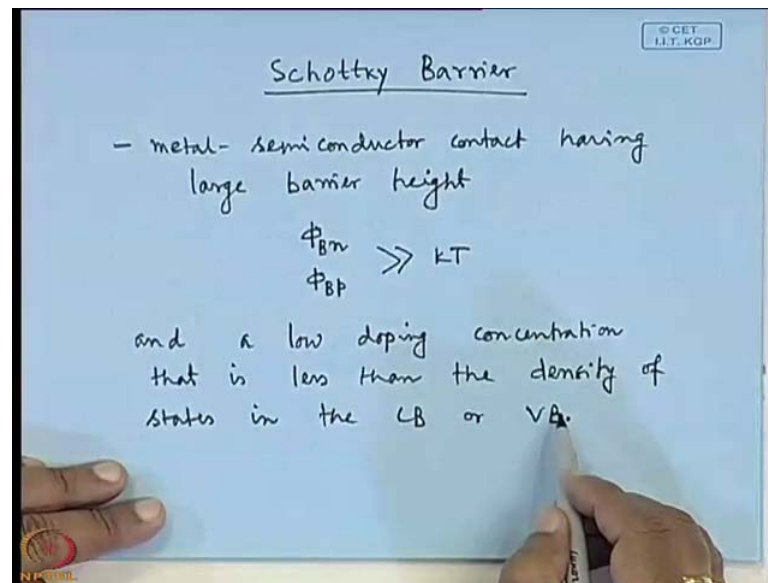 © CET
I.I.T. KGP
Schottky Barrier
- metal- semiconductor contact having
large barrier height
ΦBn
ΦBp >> KT
and a low doping concentration
that is less than the density of
states in the CB or VB.
NPTEL